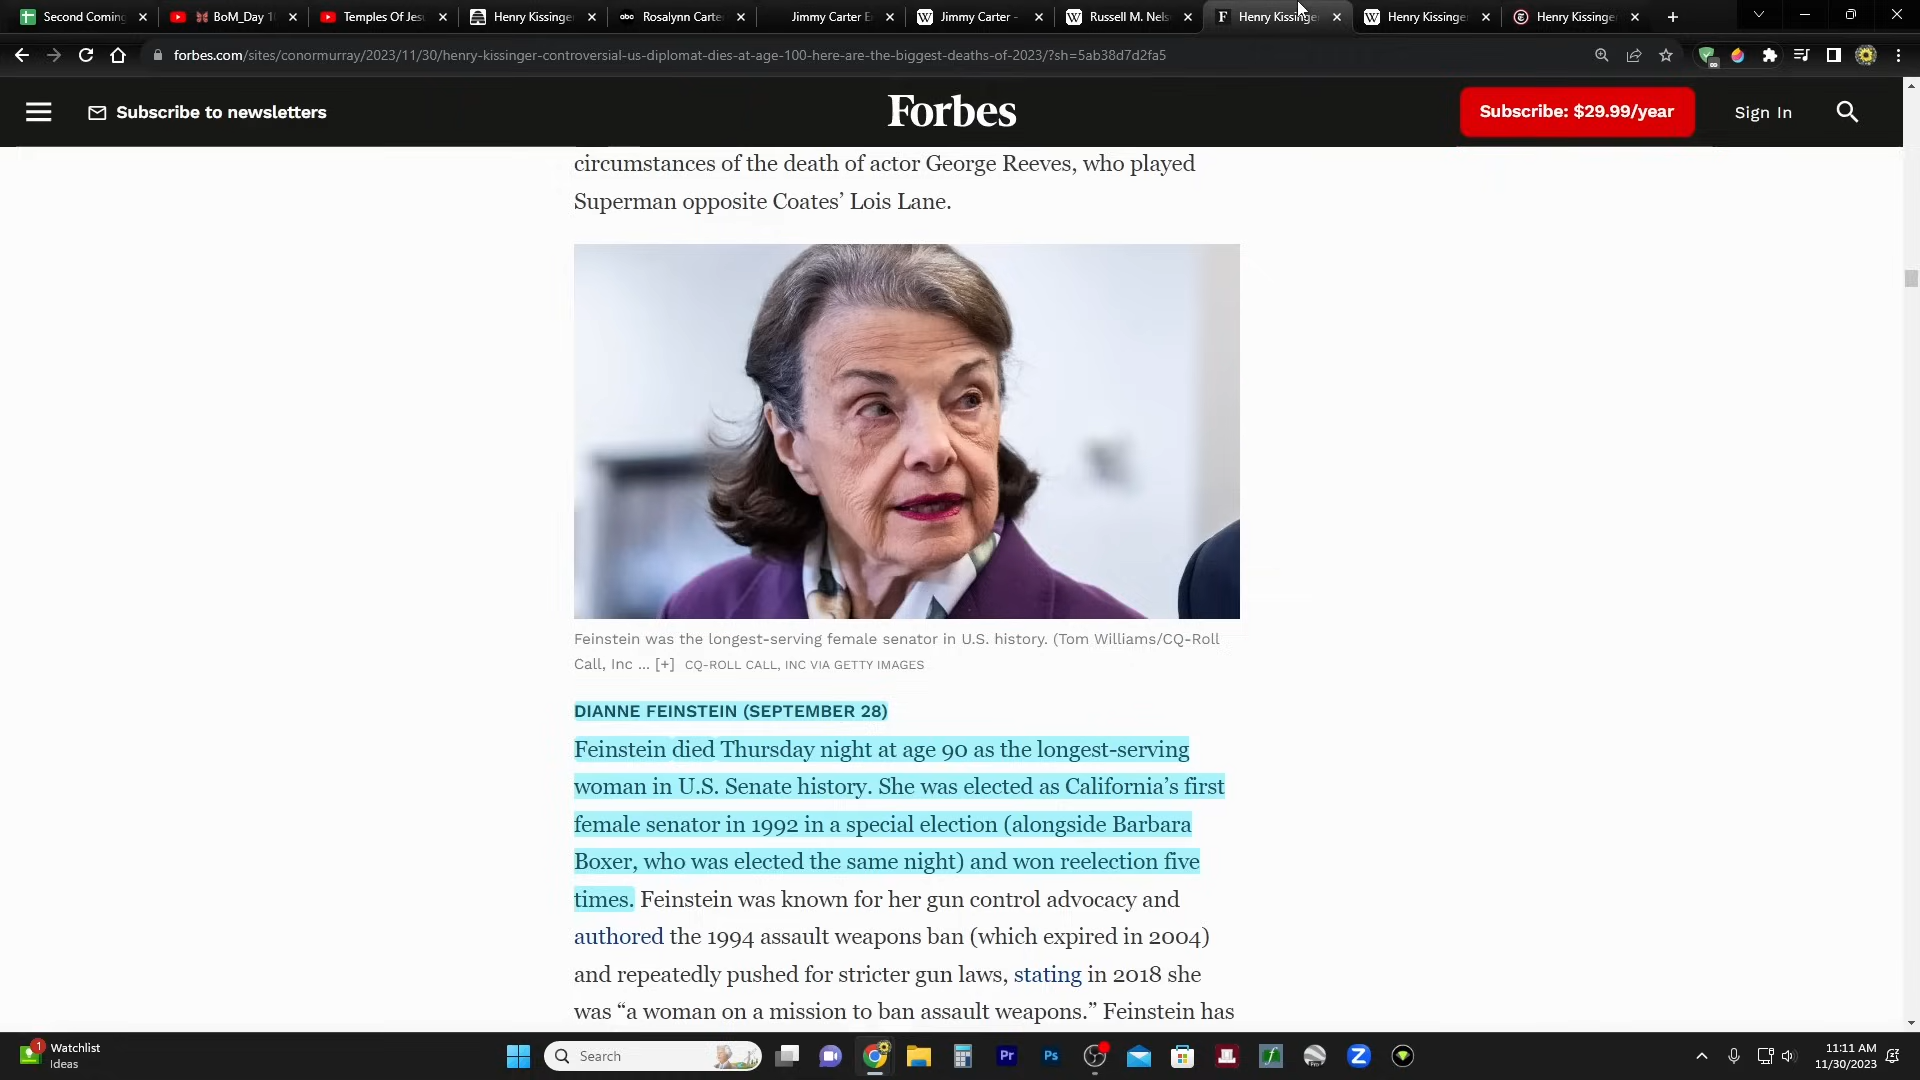 Second Coming
BoM_Day 1
Temples Of Jes
Henry Kissinge
abc
Rosalynn Carte
Jimmy Carter E
W
Jimmy Carter -
W
Russell M. Nels
F
Henry Kissinge
W
Henry Kissinge
Henry Kissinge
forbes.com/sites/conormurray/2023/11/30/henry-kissinger-controversial-us-diplomat-dies-at-age-100-here-are-the-biggest-deaths-of-2023/?sh=5ab38d7d2fa5
Subscribe to newsletters
Forbes
Subscribe: $29.99/year
Sign In
circumstances of the death of actor George Reeves, who played
Superman opposite Coates’ Lois Lane.
Feinstein was the longest-serving female senator in U.S. history. (Tom Williams/CQ-Roll
Call, Inc ... [+] CQ-ROLL CALL, INC VIA GETTY IMAGES
DIANNE FEINSTEIN (SEPTEMBER 28)
Feinstein died Thursday night at age 90 as the longest-serving
woman in U.S. Senate history. She was elected as California’s first
female senator in 1992 in a special election (alongside Barbara
Boxer, who was elected the same night) and won reelection five
times. Feinstein was known for her gun control advocacy and
authored the 1994 assault weapons ban (which expired in 2004)
and repeatedly pushed for stricter gun laws, stating in 2018 she
was “a woman on a mission to ban assault weapons.” Feinstein has
1
Watchlist
Ideas
Search
Pr
Ps
Z
11:11 AM
11/30/2023